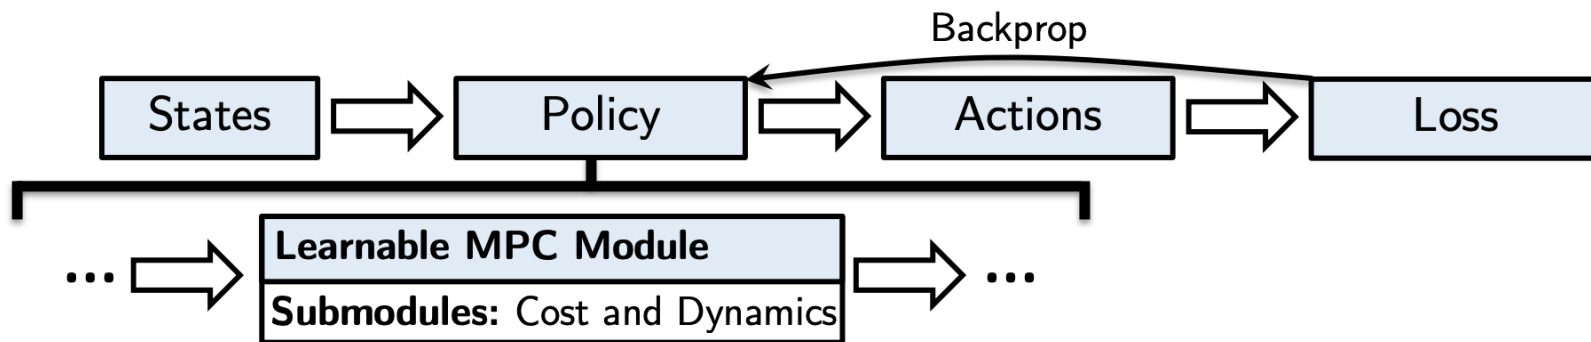 Backprop
States
Policy
Actions
Loss
... Learnable MPC Module ...
Submodules: Cost and Dynamics